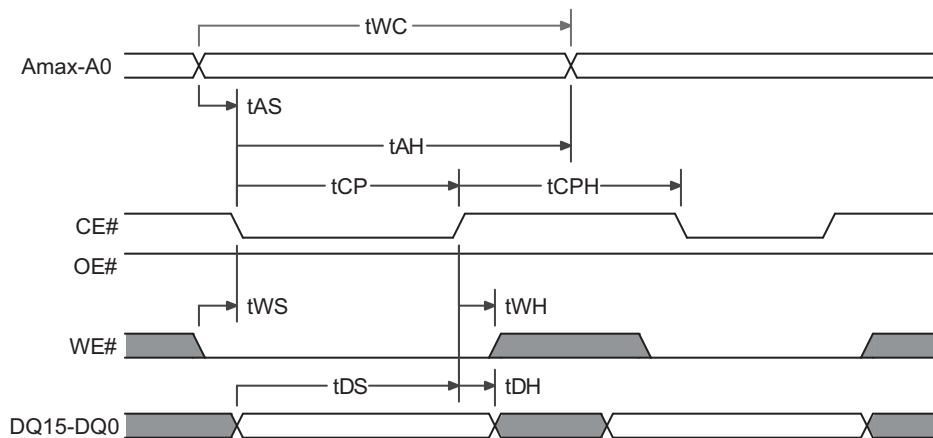 tWC
Amax-A0
tAS
tAH
tCP tCPH
CE#
OE#
tWS tWH
WE#
tDS tDH
DQ15-DQ0